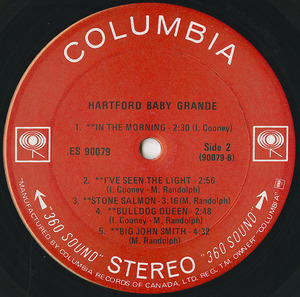 COLUMBIA
HARTFORD BABY GRANDE
1. **IN THE MORNING - 2:30 (I. Cooney)
ES 90079
Side 2
(90079-B)
2. **I'VE SEEN THE LIGHT - 2:56
(I. Cooney - M. Randolph)
3. **STONE SALMON - 3:16 (M. Randolph)
4. **BULLDOG QUEEN - 2:48
(I. Cooney - M. Randolph)
5. **BIG JOHN SMITH - 4:32
(M. Randolph)
"360 SOUND" STEREO "360 SOUND"
"MANUFACTURED BY COLUMBIA RECORDS OF CANADA, LTD. REG. T.M. OWNER" "COLUMBIA"